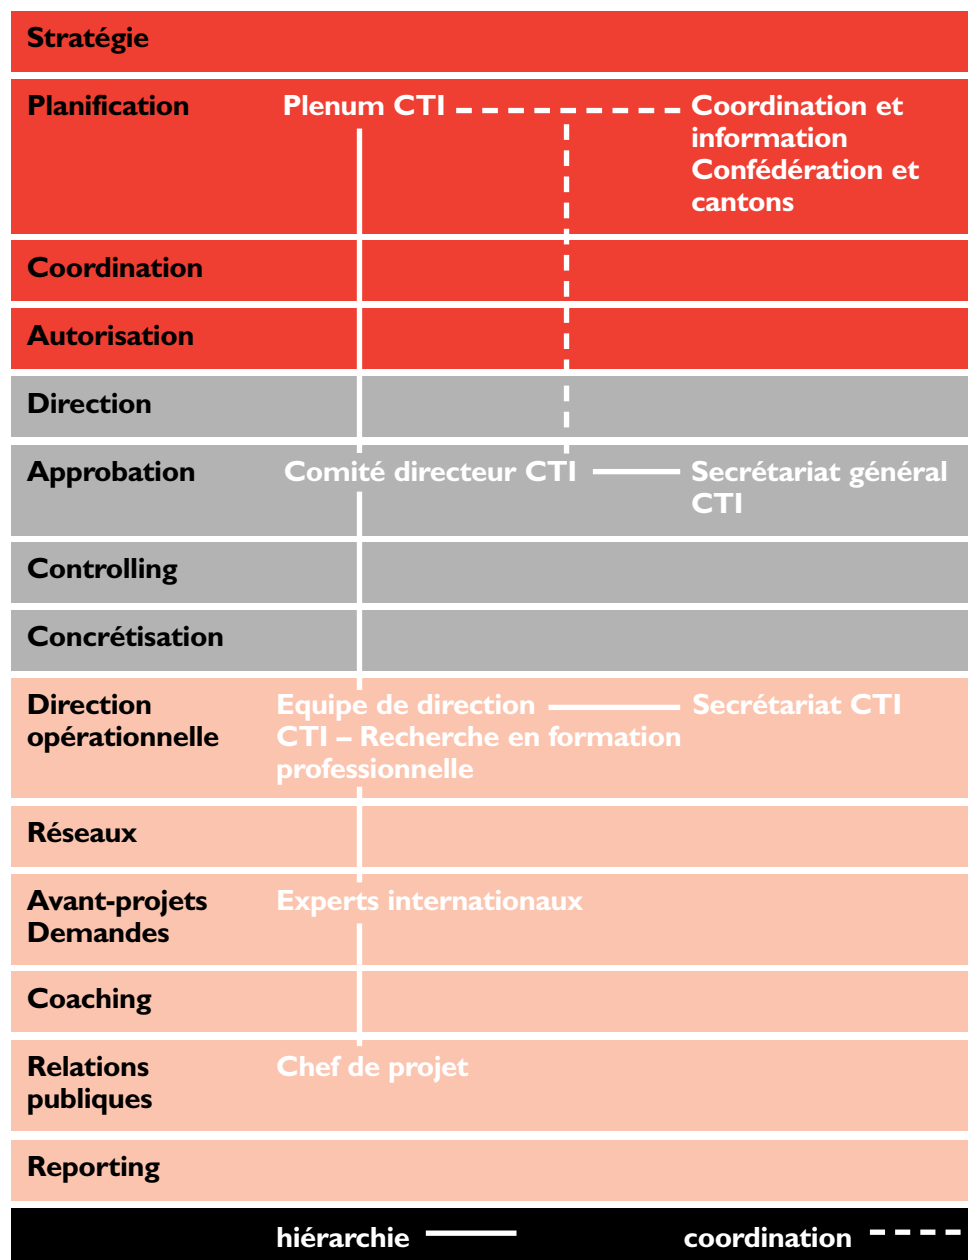 Stratégie
Planification
Plenum CTI
Coordination et
information
Confédération et
cantons
Coordination
Autorisation
Direction
Approbation
Comité directeur CTI
Secrétariat général
CTI
Controlling
Concrétisation
Direction
opérationnelle
Equipe de direction
CTI – Recherche en formation
professionnelle
Secrétariat CTI
Réseaux
Avant-projets
Demandes
Experts internationaux
Coaching
Relations
publiques
Chef de projet
Reporting
hiérarchie
coordination